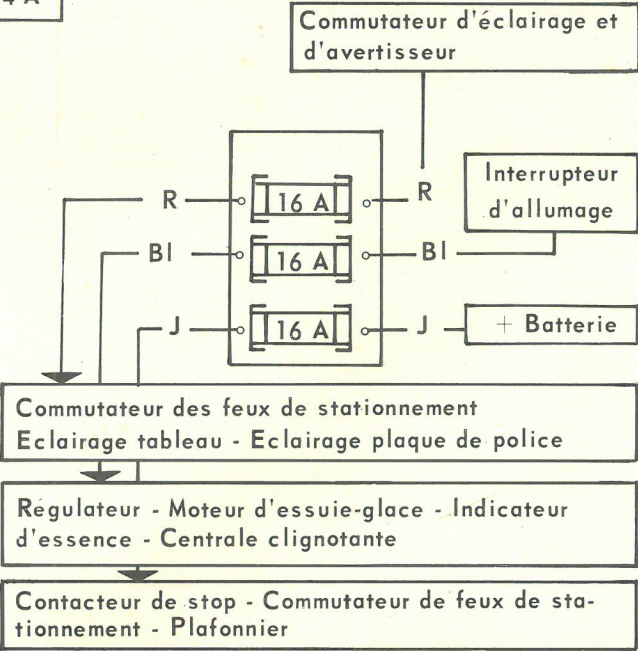 4 A
Commutateur d'éclairage et
d'avertisseur
R 16 A R
Interrupteur
d'allumage
Bl 16 A Bl
J 16 A J
+ Batterie
Commutateur des feux de stationnement
Eclairage tableau - Eclairage plaque de police
Régulateur - Moteur d'essuie-glace - Indicateur
d'essence - Centrale clignotante
Contacteur de stop - Commutateur de feux de sta-
tionnement - Plafonnier